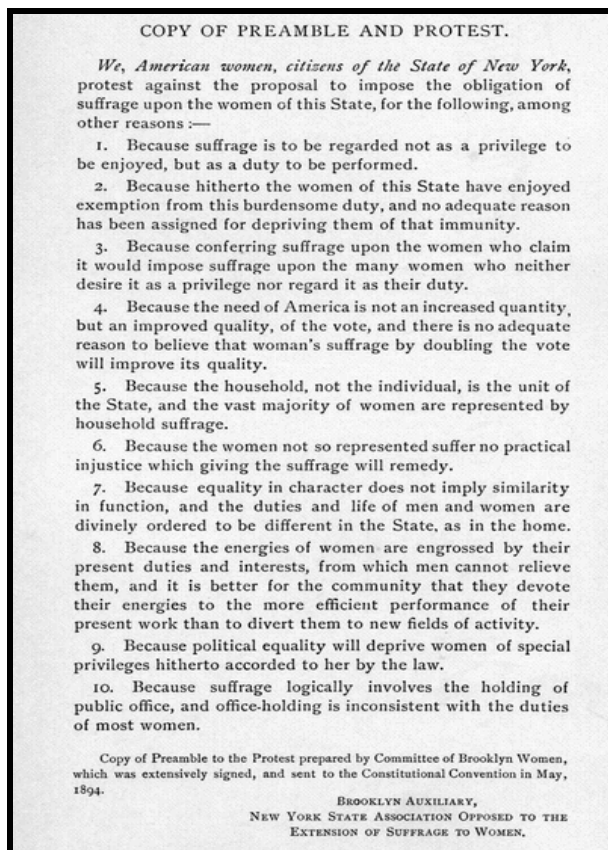 COPY OF PREAMBLE AND PROTEST.
We, American women, citizens of the State of New York,
protest against the proposal to impose the obligation of
suffrage upon the women of this State, for the following, among
other reasons :—
1. Because suffrage is to be regarded not as a privilege to
be enjoyed, but as a duty to be performed.
2. Because hitherto the women of this State have enjoyed
exemption from this burdensome duty, and no adequate reason
has been assigned for depriving them of that immunity.
3. Because conferring suffrage upon the women who claim
it would impose suffrage upon the many women who neither
desire it as a privilege nor regard it as their duty.
4. Because the need of America is not an increased quantity,
but an improved quality, of the vote, and there is no adequate
reason to believe that woman's suffrage by doubling the vote
will improve its quality.
5. Because the household, not the individual, is the unit of
the State, and the vast majority of women are represented by
household suffrage.
6. Because the women not so represented suffer no practical
injustice which giving the suffrage will remedy.
7. Because equality in character does not imply similarity
in function, and the duties and life of men and women are
divinely ordered to be different in the State, as in the home.
8. Because the energies of women are engrossed by their
present duties and interests, from which men cannot relieve
them, and it is better for the community that they devote
their energies to the more efficient performance of their
present work than to divert them to new fields of activity.
9. Because political equality will deprive women of special
privileges hitherto accorded to her by the law.
10. Because suffrage logically involves the holding of
public office, and office-holding is inconsistent with the duties
of most women.
Copy of Preamble to the Protest prepared by Committee of Brooklyn Women,
which was extensively signed, and sent to the Constitutional Convention in May,
1894.
BROOKLYN AUXILIARY,
NEW YORK STATE ASSOCIATION OPPOSED TO THE
EXTENSION OF SUFFRAGE TO WOMEN.